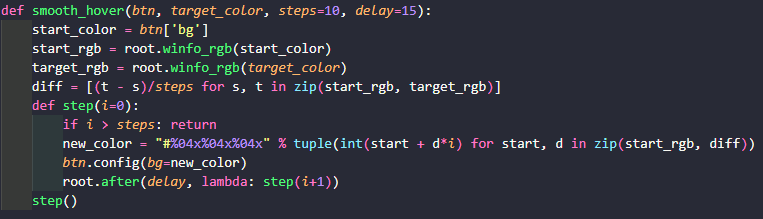 def smooth_hover(btn, target_color, steps=10, delay=15):
    start_color = btn['bg']
    start_rgb = root.winfo_rgb(start_color)
    target_rgb = root.winfo_rgb(target_color)
    diff = [(t - s)/steps for s, t in zip(start_rgb, target_rgb)]
    def step(i=0):
        if i > steps: return
        new_color = "#%04x%04x%04x" % tuple(int(start + d*i) for start, d in zip(start_rgb, diff))
        btn.config(bg=new_color)
        root.after(delay, lambda: step(i+1))
    step()